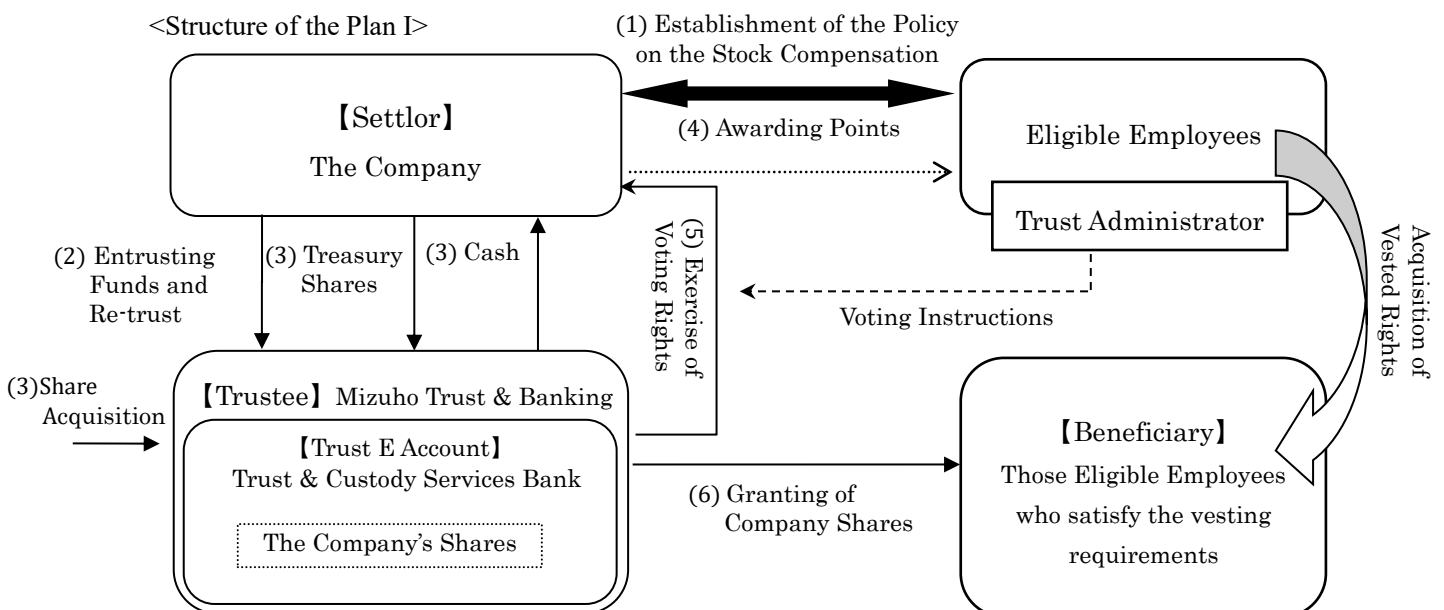 <Structure of the Plan I>
(1) Establishment of the Policy
on the Stock Compensation
【Settlor】
The Company
(4) Awarding Points
Eligible Employees
Trust Administrator
(2) Entrusting
Funds and
Re-trust
(3) Treasury
Shares
(3) Cash
(5) Exercise of
Voting Rights
Voting Instructions
Acquisition of
Vested Rights
(3)Share
Acquisition
【Trustee】Mizuho Trust & Banking
【Trust E Account】
Trust & Custody Services Bank
The Company's Shares
(6) Granting of
Company Shares
【Beneficiary】
Those Eligible Employees
who satisfy the vesting
requirements